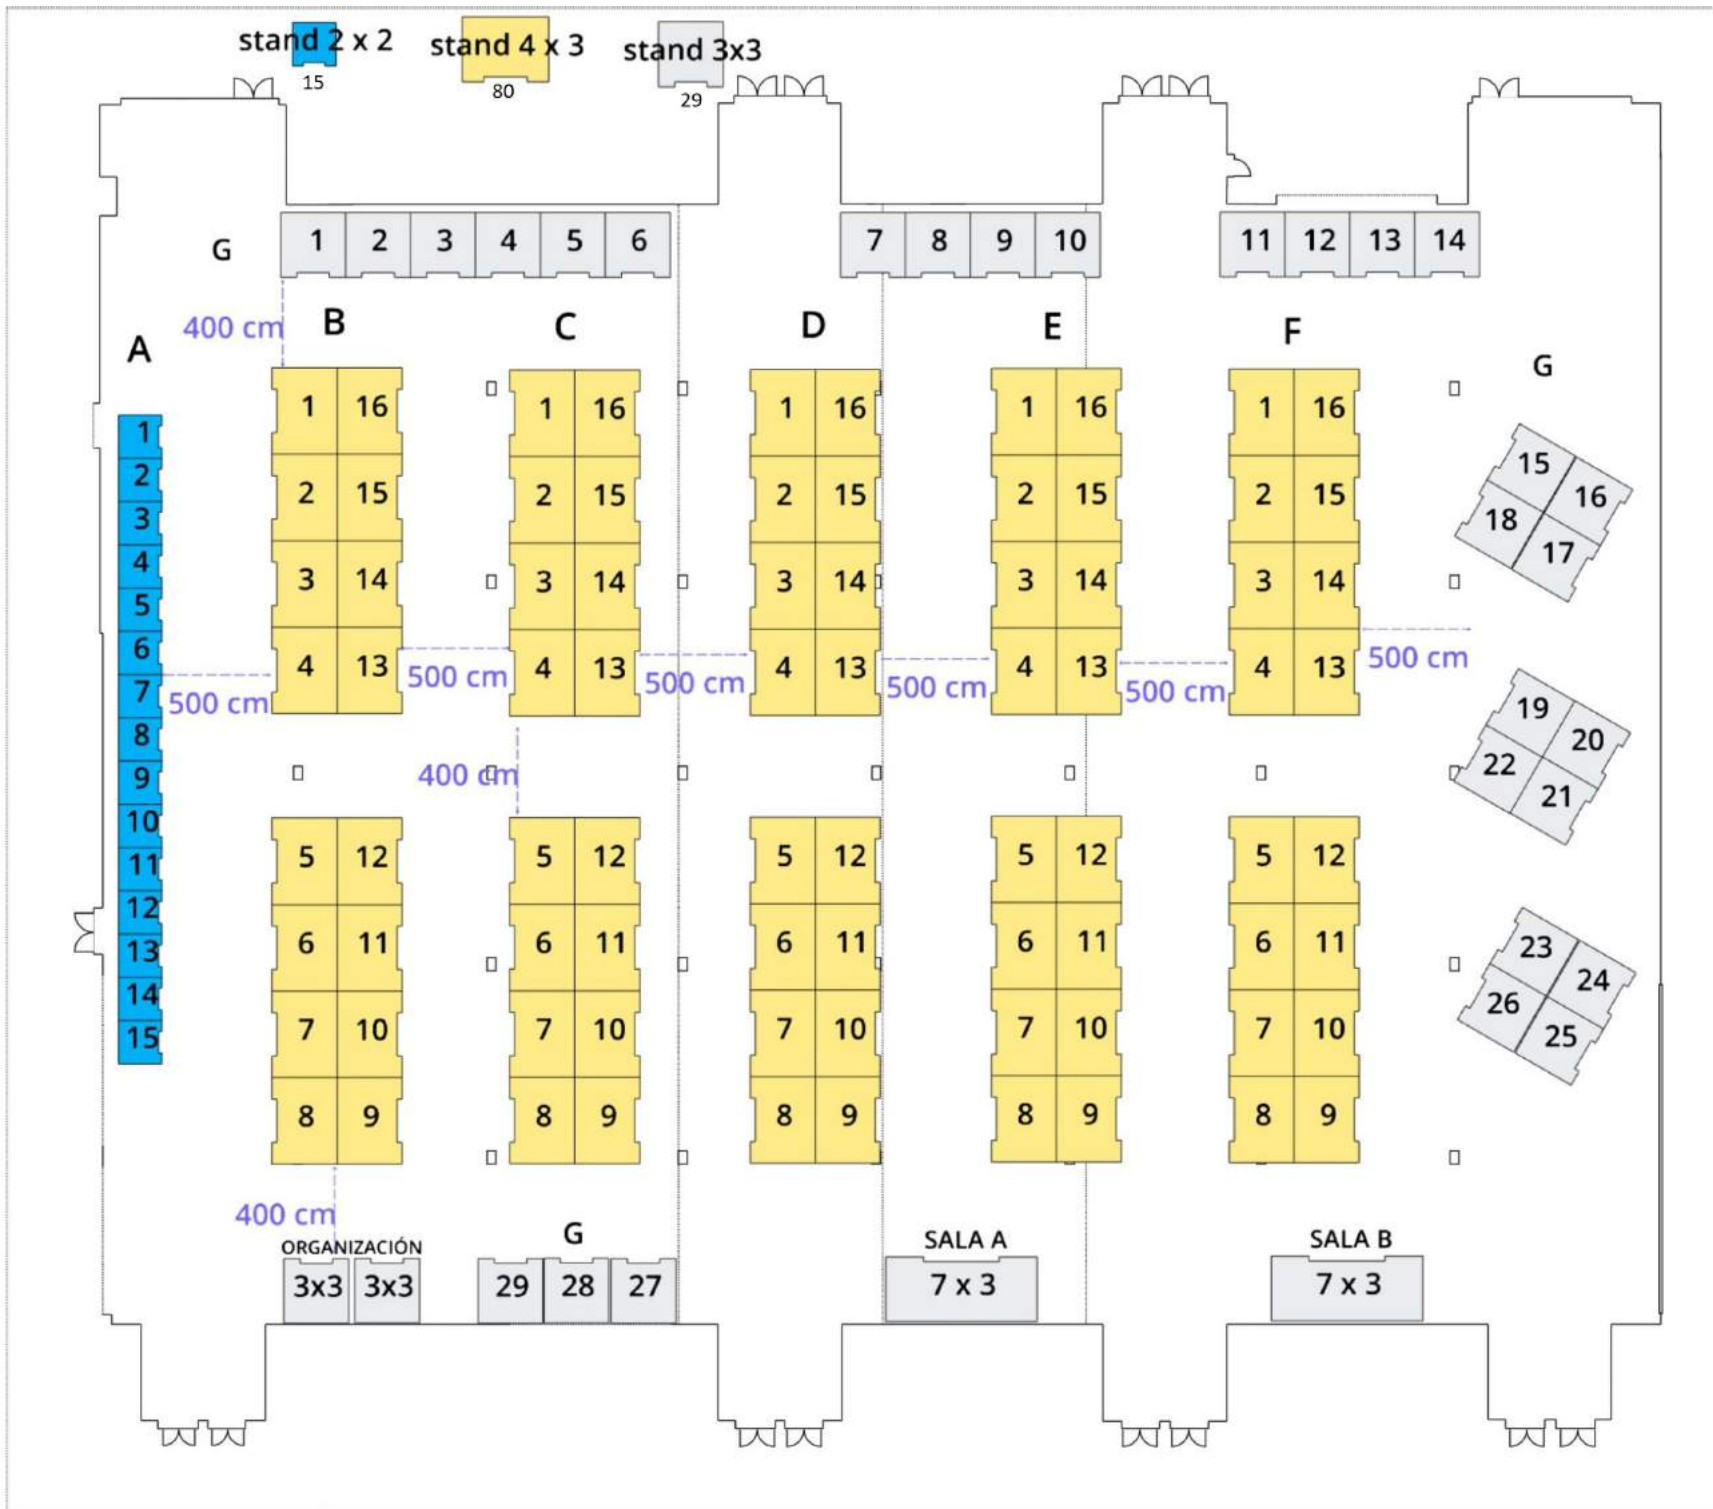 stand 2 x 2 stand 4 x 3 stand 3x3
15 80 29
G 1 2 3 4 5 6 7 8 9 10 11 12 13 14
400 cm
A B C D E F G
1 16 1 16 1 16 1 16 1 16
1
2
3
4
5
6
7
8
9
10
11
12
13
14
15
2 15 2 15 2 15 2 15 2 15
3 14 3 14 3 14 3 14 3 14
4 13 4 13 4 13 4 13 4 13
15 16
18 17
500 cm 500 cm 500 cm 500 cm 500 cm 500 cm
19 20
22 21
400 cm
5 12 5 12 5 12 5 12 5 12
6 11 6 11 6 11 6 11 6 11
7 10 7 10 7 10 7 10 7 10
8 9 8 9 8 9 8 9 8 9
23 24
26 25
400 cm
ORGANIZACIÓN G SALA A SALA B
3x3 3x3 29 28 27 7 x 3 7 x 3